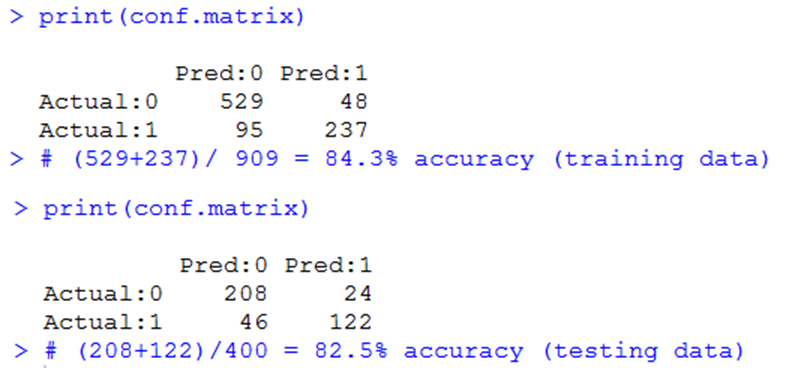 > print(conf.matrix)
Pred:0 Pred:1
Actual:0 529 48
Actual:1 95 237
> # (529+237)/ 909 = 84.3% accuracy (training data)
> print(conf.matrix)
Pred:0 Pred:1
Actual:0 208 24
Actual:1 46 122
> # (208+122)/400 = 82.5% accuracy (testing data)